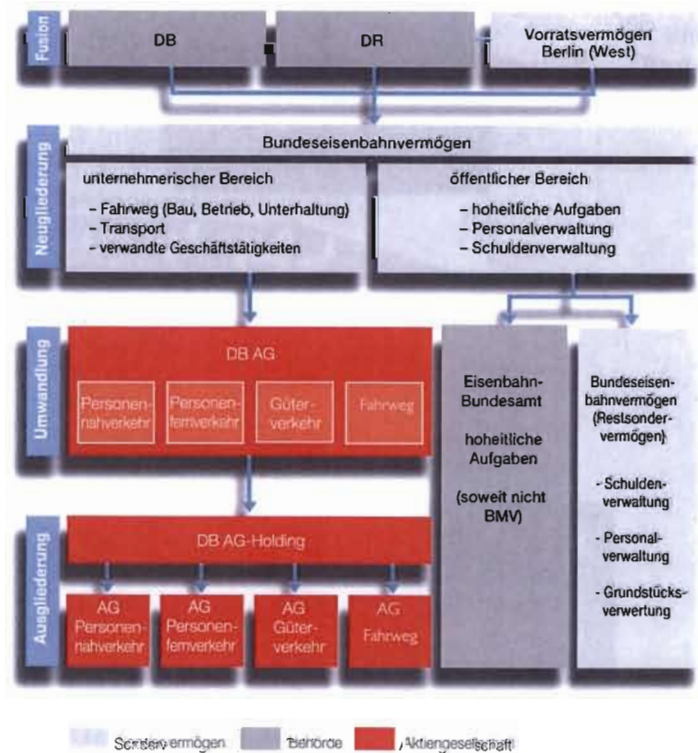 Fusion
DB
DR
Vorratsvermögen
Berlin (West)
Neugliederung
Bundeseisenbahnvermögen
unternehmerischer Bereich
– Fahrweg (Bau, Betrieb, Unterhaltung)
– Transport
– verwandte Geschäftstätigkeiten
öffentlicher Bereich
– hoheitliche Aufgaben
– Personalverwaltung
– Schuldenverwaltung
Umwandlung
DB AG
Personen-
nahverkehr
Personen-
fernverkehr
Güter-
verkehr
Fahrweg
Eisenbahn-
Bundesamt
hoheitliche
Aufgaben
(soweit nicht
BMV)
Bundeseisen-
bahnvermögen
(Restsonder-
vermögen)
- Schulden-
verwaltung
- Personal-
verwaltung
- Grundstücks-
verwertung
Ausgliederung
DB AG-Holding
AG
Personen-
nahverkehr
AG
Personen-
fernverkehr
AG
Güter-
verkehr
AG
Fahrweg
Sondervermögen
Behörde
Aktiengesellschaft